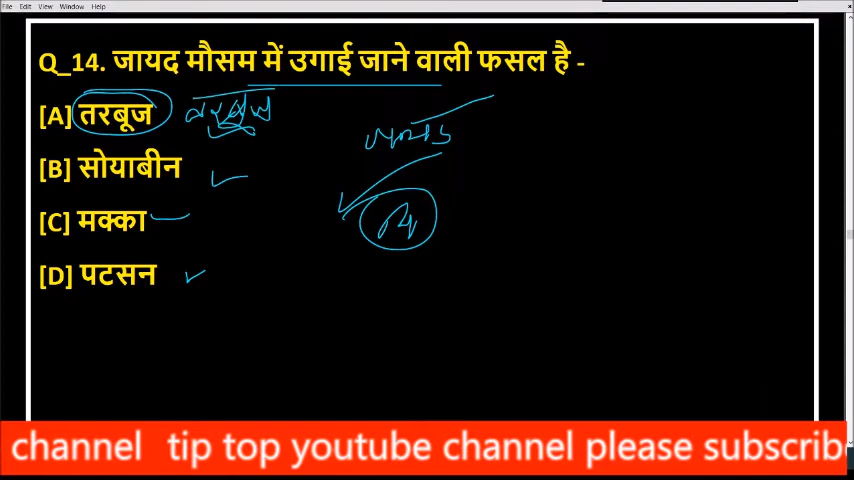 File Edit View Window Help
Q_14. जायद मौसम में उगाई जाने वाली फसल है -
[A] तरबूज
[B] सोयाबीन
[C] मक्का
[D] पटसन
channel tip top youtube channel please subscrib